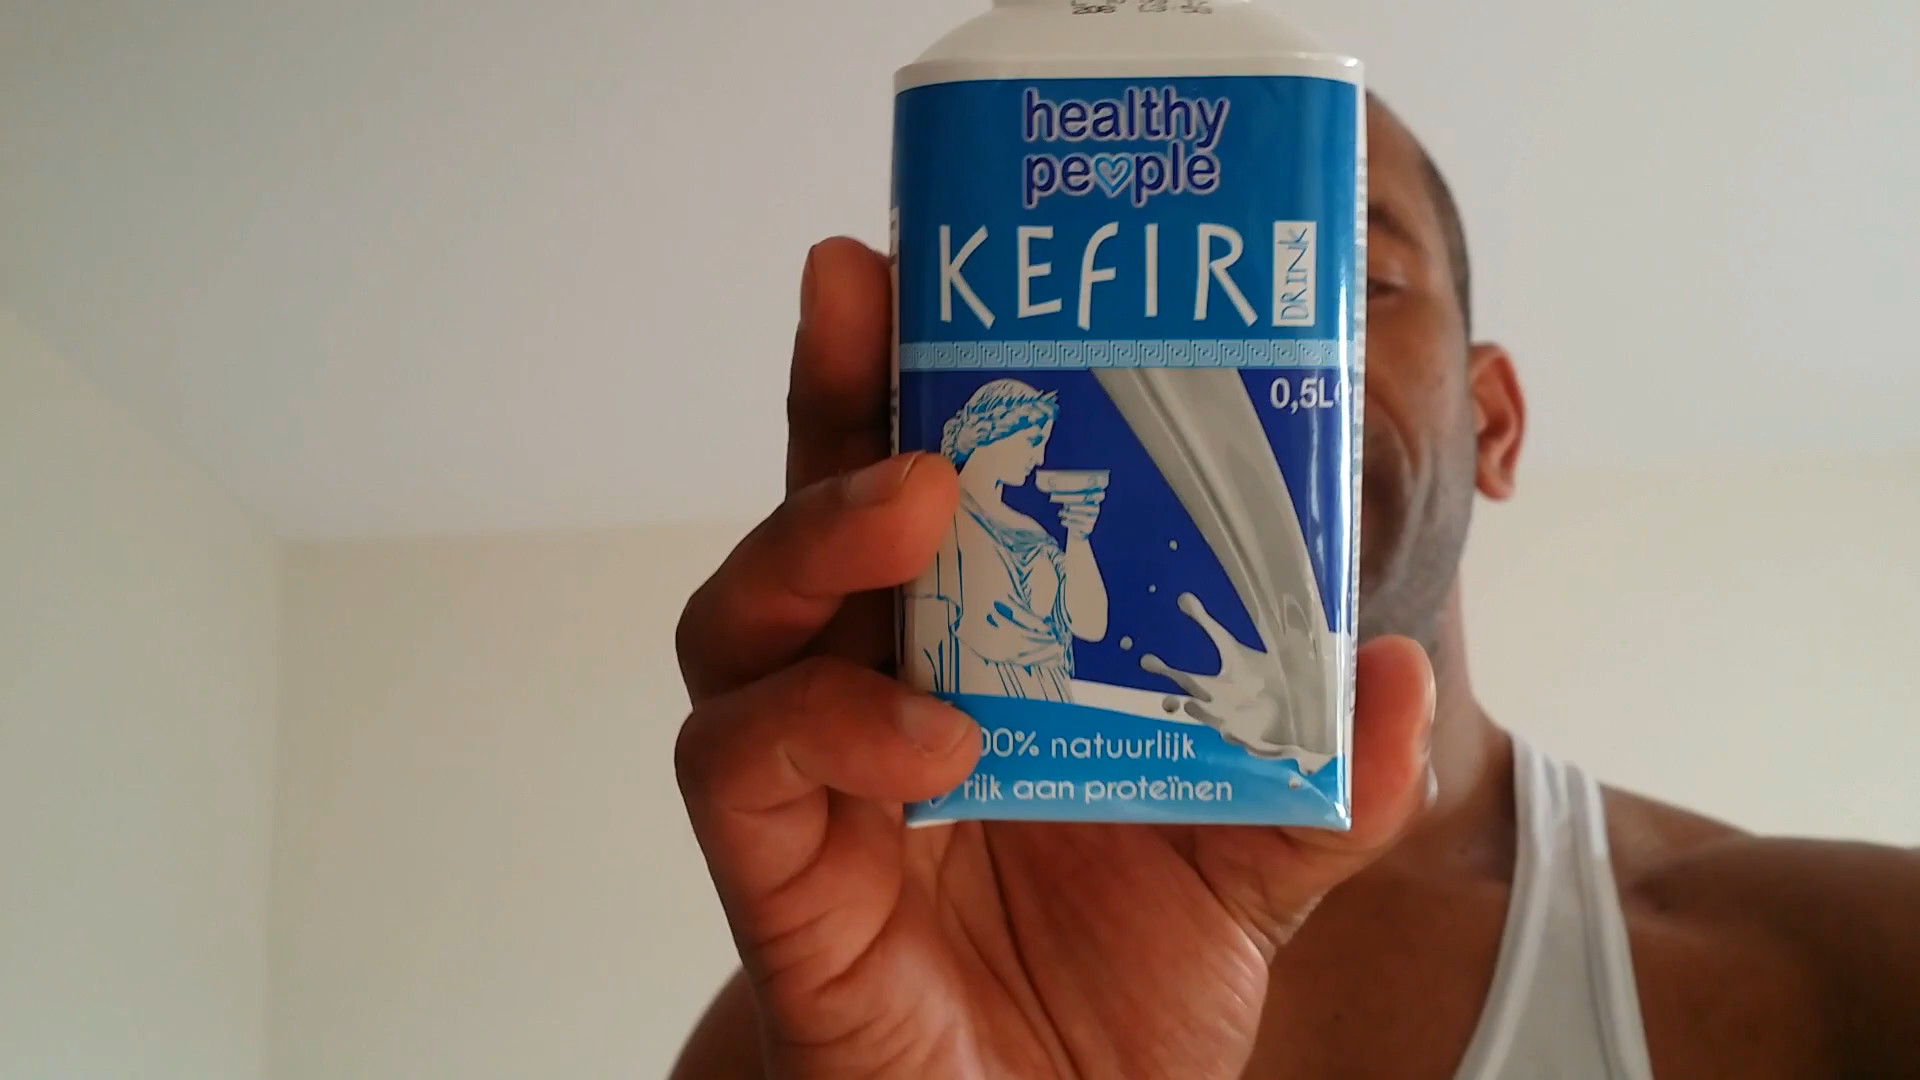 healthy
people
KEFIR DRINK
0,5L
00% natuurlijk
rijk aan proteïnen